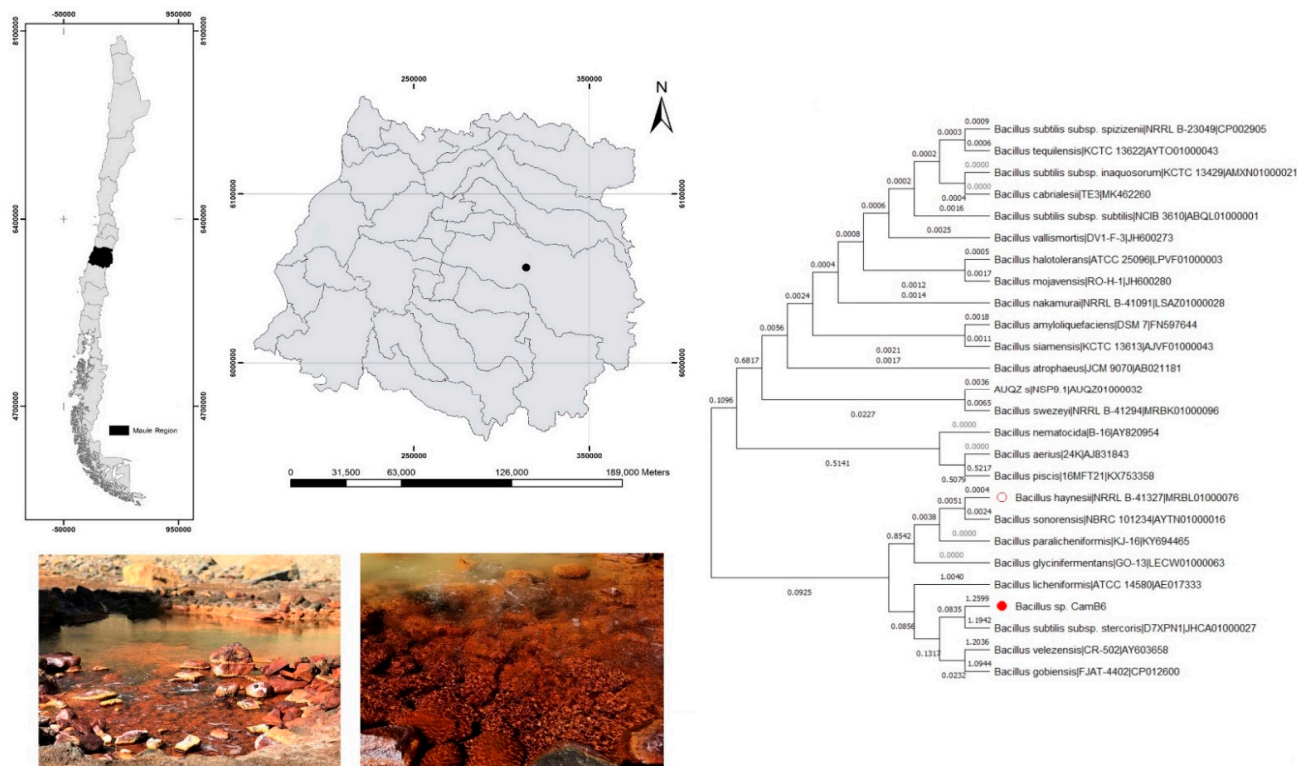 -50000
950000
8100000
8100000
6400000
6400000
4700000
4700000
Maule Region
-50000
950000
250000
350000
N
6100000
6100000
6000000
6000000
250000
350000
0
31,500
63,000
126,000
189,000 Meters
0.0009
Bacillus subtilis subsp. spizizenii|NRRL B-23049|CP002905
0.0003
0.0006
Bacillus tequilensis|KCTC 13622|AYTO01000043
0.0002
0.0000
Bacillus subtilis subsp. inaquosorum|KCTC 13429|AMXN01000021
0.0000
Bacillus cabrialesii|TE3|MK462260
0.0002
0.0004
0.0016
Bacillus subtilis subsp. subtilis|NCIB 3610|ABQL01000001
0.0006
0.0025
Bacillus vallismortis|DV1-F-3|JH600273
0.0008
0.0005
Bacillus halotolerans|ATCC 25096|LPVF01000003
0.0017
Bacillus mojavensis|RO-H-1|JH600280
0.0004
0.0012
0.0014
Bacillus nakamurai|NRRL B-41091|LSAZ01000028
0.0024
0.0018
Bacillus amyloliquefaciens|DSM 7|FN597644
0.0011
Bacillus siamensis|KCTC 13613|AJVF01000043
0.0056
0.0021
0.0017
Bacillus atrophaeus|JCM 9070|AB021181
0.6817
0.0036
AUQZ s|NSP9.1|AUQZ01000032
0.0065
0.0227
Bacillus swezeyi|NRRL B-41294|MRBK01000096
0.1096
0.0000
Bacillus nematocida|B-16|AY820954
0.0000
Bacillus aerius|24K|AJ831843
0.5141
0.5217
0.5079
Bacillus piscis|16MFT21|KX753358
0.0004
Bacillus haynesii|NRRL B-41327|MRBL01000076
0.0051
0.0024
Bacillus sonorensis|NBRC 101234|AYTN01000016
0.0038
0.0000
Bacillus paralicheniformis|KJ-16|KY694465
0.8542
0.0000
Bacillus glycinifermentans|GO-13|LECW01000063
0.0925
1.0040
Bacillus licheniformis|ATCC 14580|AE017333
1.2599
Bacillus sp. CamB6
0.0835
0.0856
1.1942
Bacillus subtilis subsp. stercoris|D7XPN1|JHCA01000027
0.1317
1.2036
Bacillus velezensis|CR-502|AY603658
1.0944
0.0232
Bacillus gobiensis|FJAT-4402|CP012600